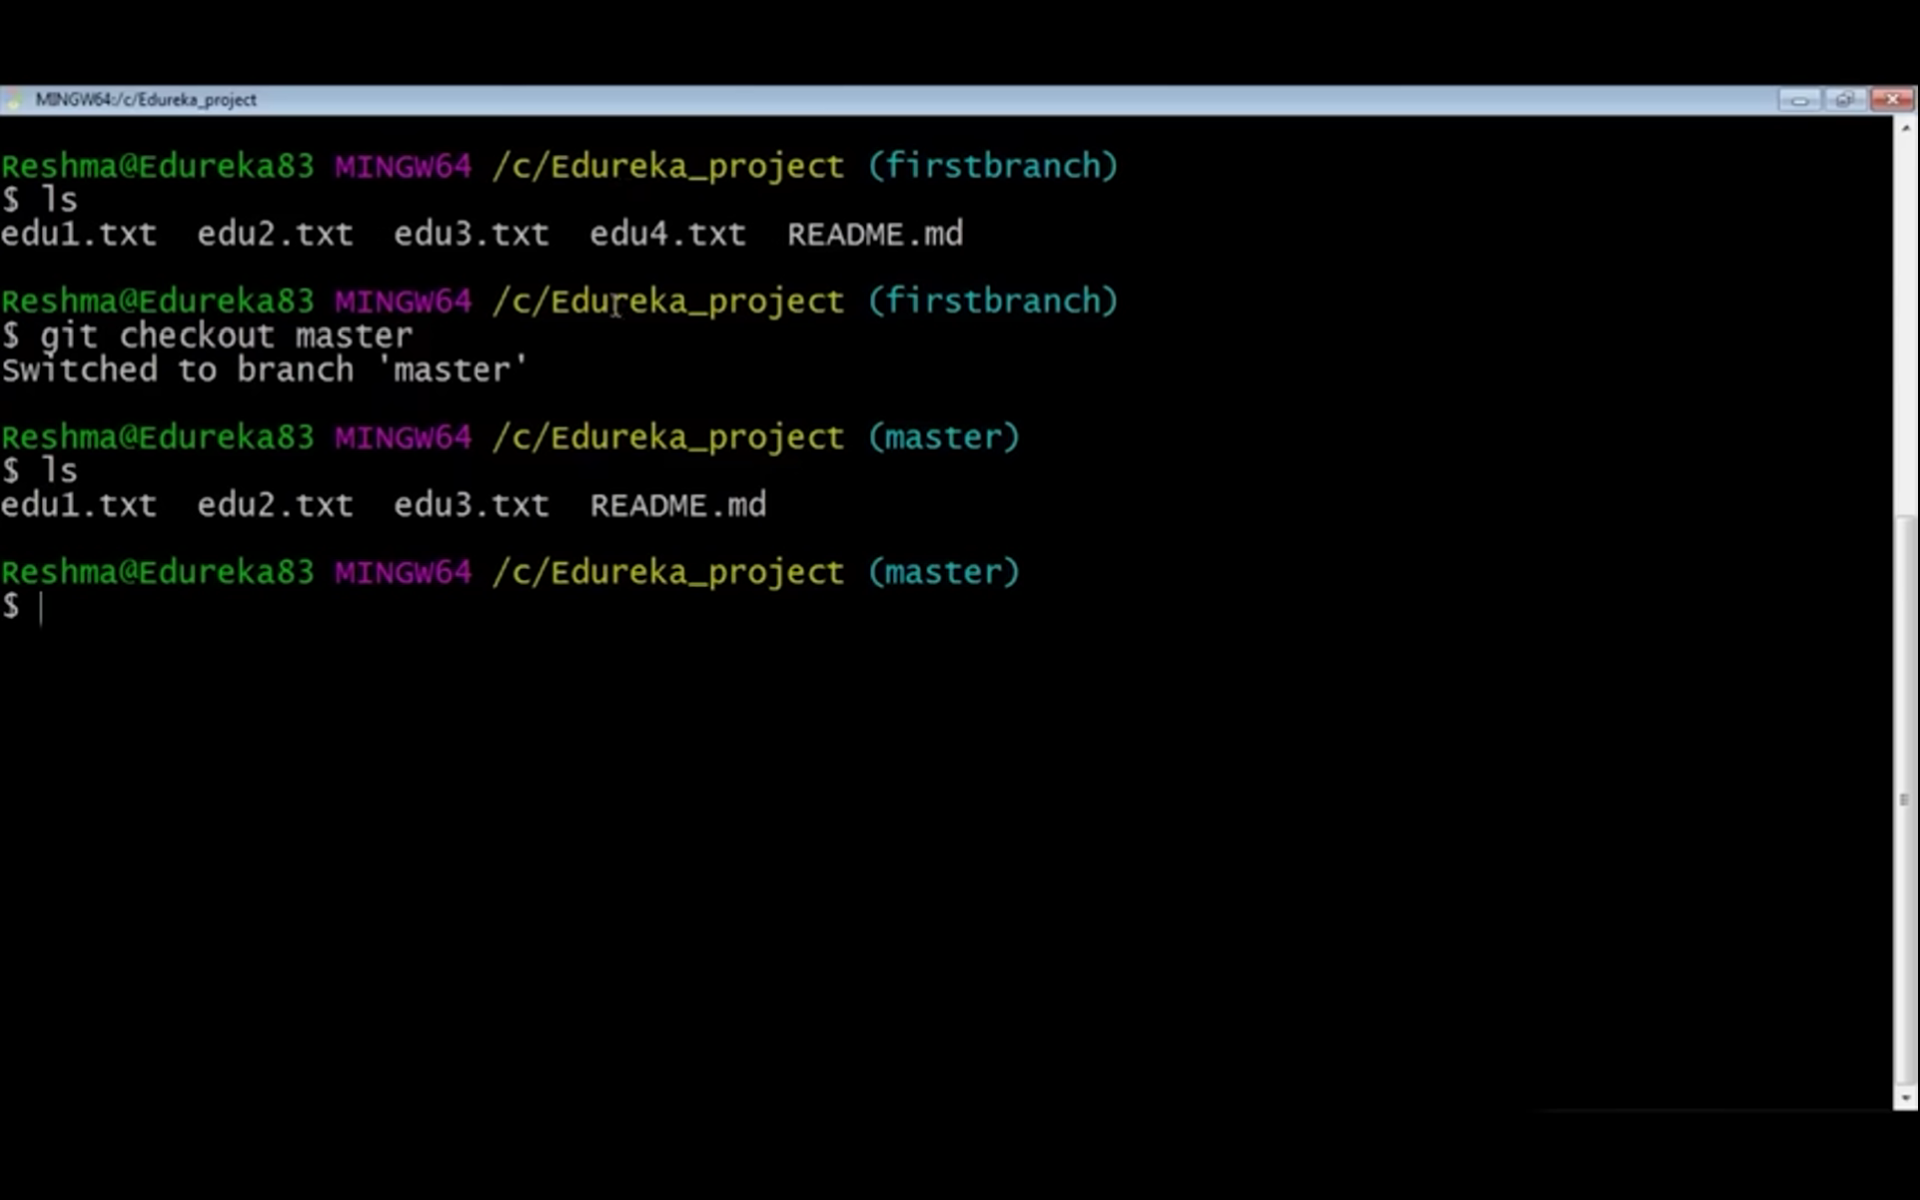 MINGW64:/c/Edureka_project
Reshma@Edureka83 MINGW64 /c/Edureka_project (firstbranch)
$ ls
edu1.txt  edu2.txt  edu3.txt  edu4.txt  README.md
Reshma@Edureka83 MINGW64 /c/Edureka_project (firstbranch)
$ git checkout master
Switched to branch 'master'
Reshma@Edureka83 MINGW64 /c/Edureka_project (master)
$ ls
edu1.txt  edu2.txt  edu3.txt  README.md
Reshma@Edureka83 MINGW64 /c/Edureka_project (master)
$